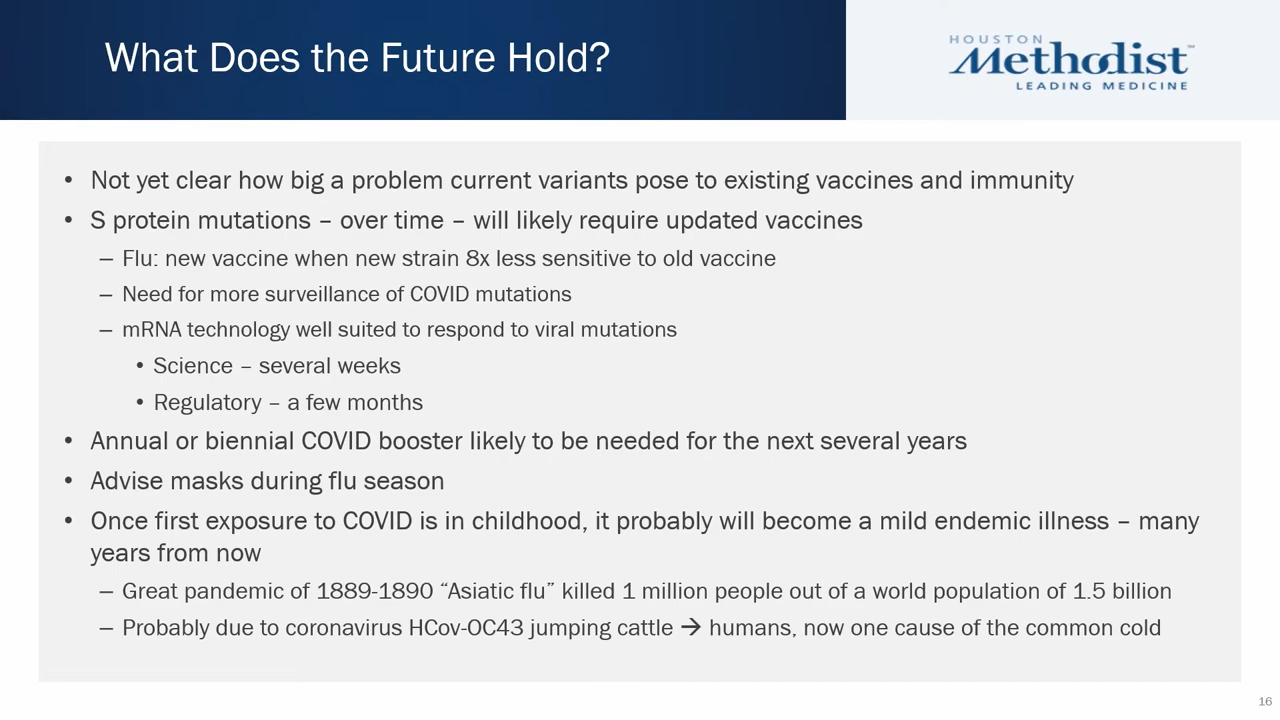 What Does the Future Hold?
HOUSTON
Methodist™
LEADING MEDICINE
• Not yet clear how big a problem current variants pose to existing vaccines and immunity
• S protein mutations – over time – will likely require updated vaccines
– Flu: new vaccine when new strain 8x less sensitive to old vaccine
– Need for more surveillance of COVID mutations
– mRNA technology well suited to respond to viral mutations
• Science – several weeks
• Regulatory – a few months
• Annual or biennial COVID booster likely to be needed for the next several years
• Advise masks during flu season
• Once first exposure to COVID is in childhood, it probably will become a mild endemic illness – many
years from now
– Great pandemic of 1889-1890 “Asiatic flu” killed 1 million people out of a world population of 1.5 billion
– Probably due to coronavirus HCov-OC43 jumping cattle → humans, now one cause of the common cold
16